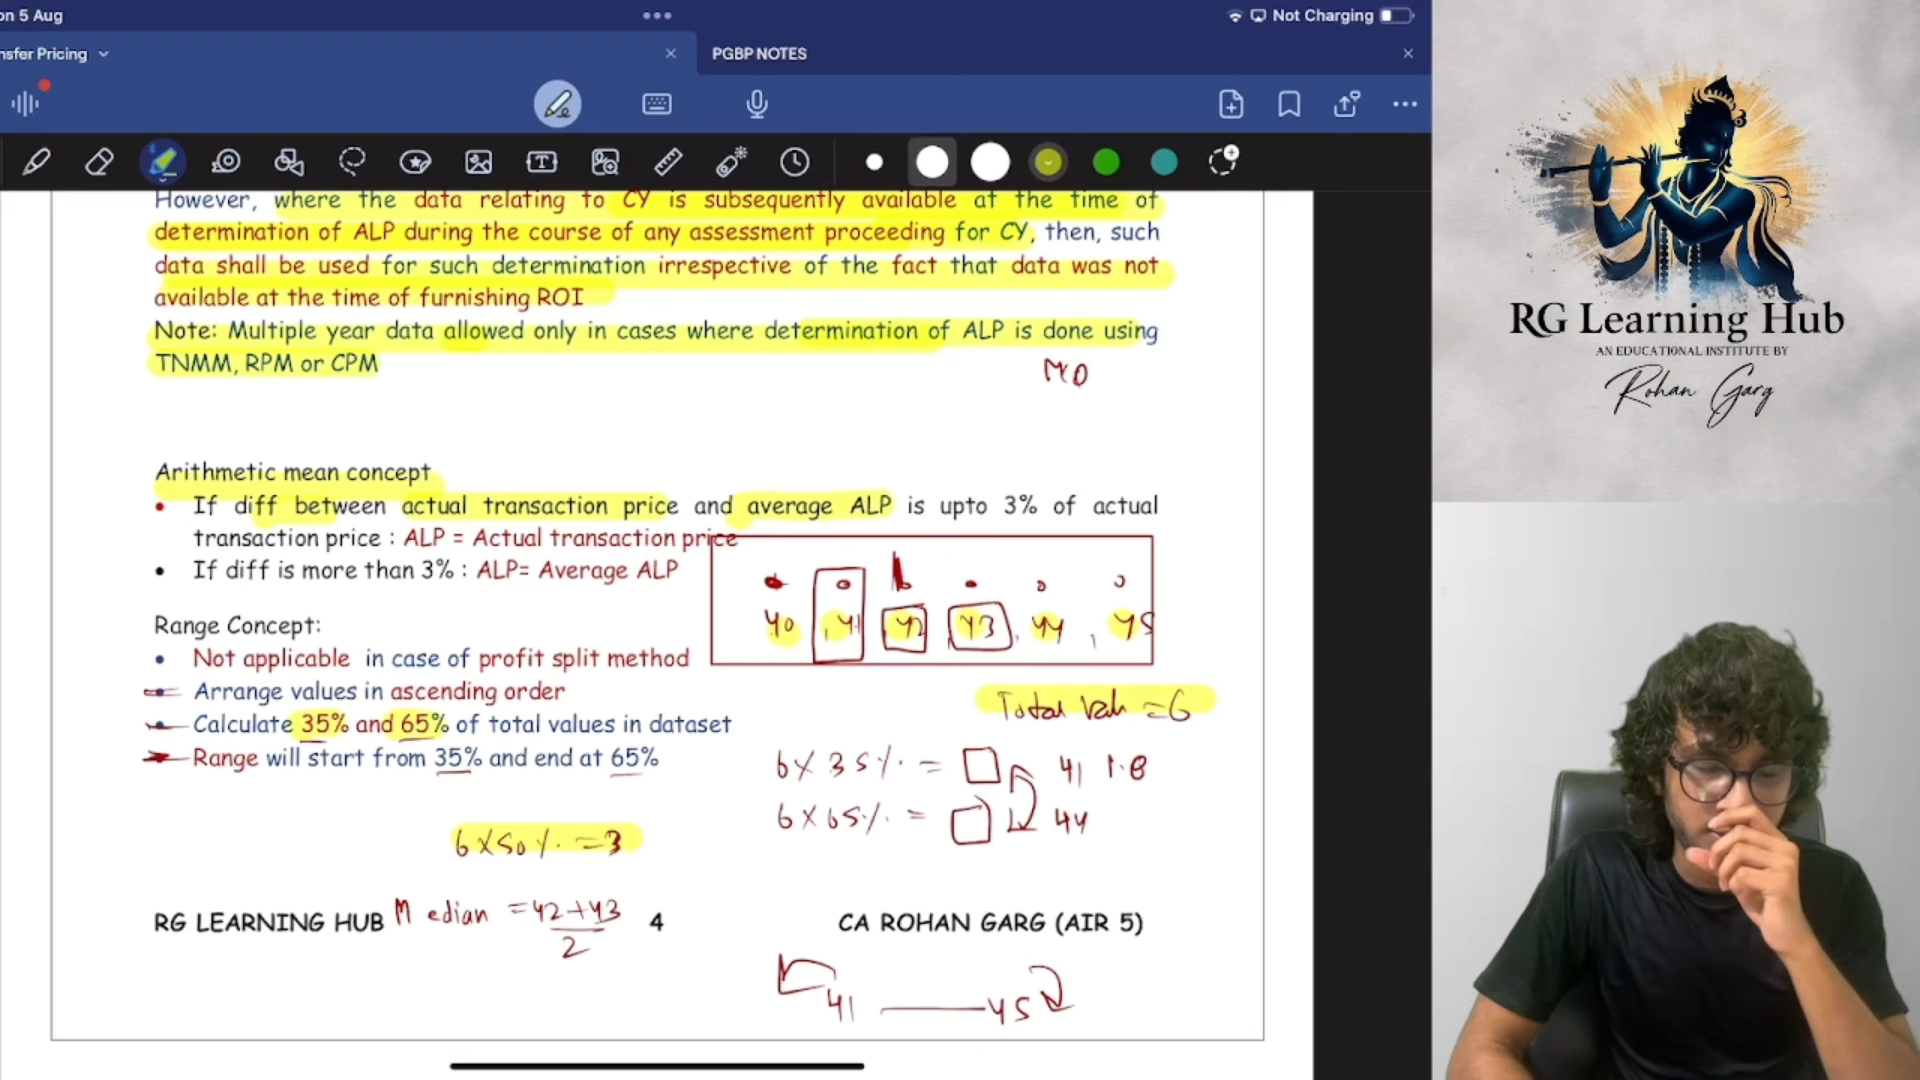 on 5 Aug
Not Charging
nsfer Pricing
PGBP NOTES
However, where the data relating to CY is subsequently available at the time of
determination of ALP during the course of any assessment proceeding for CY, then, such
data shall be used for such determination irrespective of the fact that data was not
available at the time of furnishing ROI
Note: Multiple year data allowed only in cases where determination of ALP is done using
TNMM, RPM or CPM
Arithmetic mean concept
• If diff between actual transaction price and average ALP is upto 3% of actual
transaction price : ALP = Actual transaction price
• If diff is more than 3% : ALP= Average ALP
40, 41, 42, 43, 44, 45
Range Concept:
• Not applicable in case of profit split method
• Arrange values in ascending order
• Calculate 35% and 65% of total values in dataset
• Range will start from 35% and end at 65%
Total = 6
6 x 35% = 41
6 x 65% = 44
6 x 50% = 3
Median = 42+43
2
RG LEARNING HUB 4 CA ROHAN GARG (AIR 5)
41 45
RG Learning Hub
AN EDUCATIONAL INSTITUTE BY
Rohan Garg